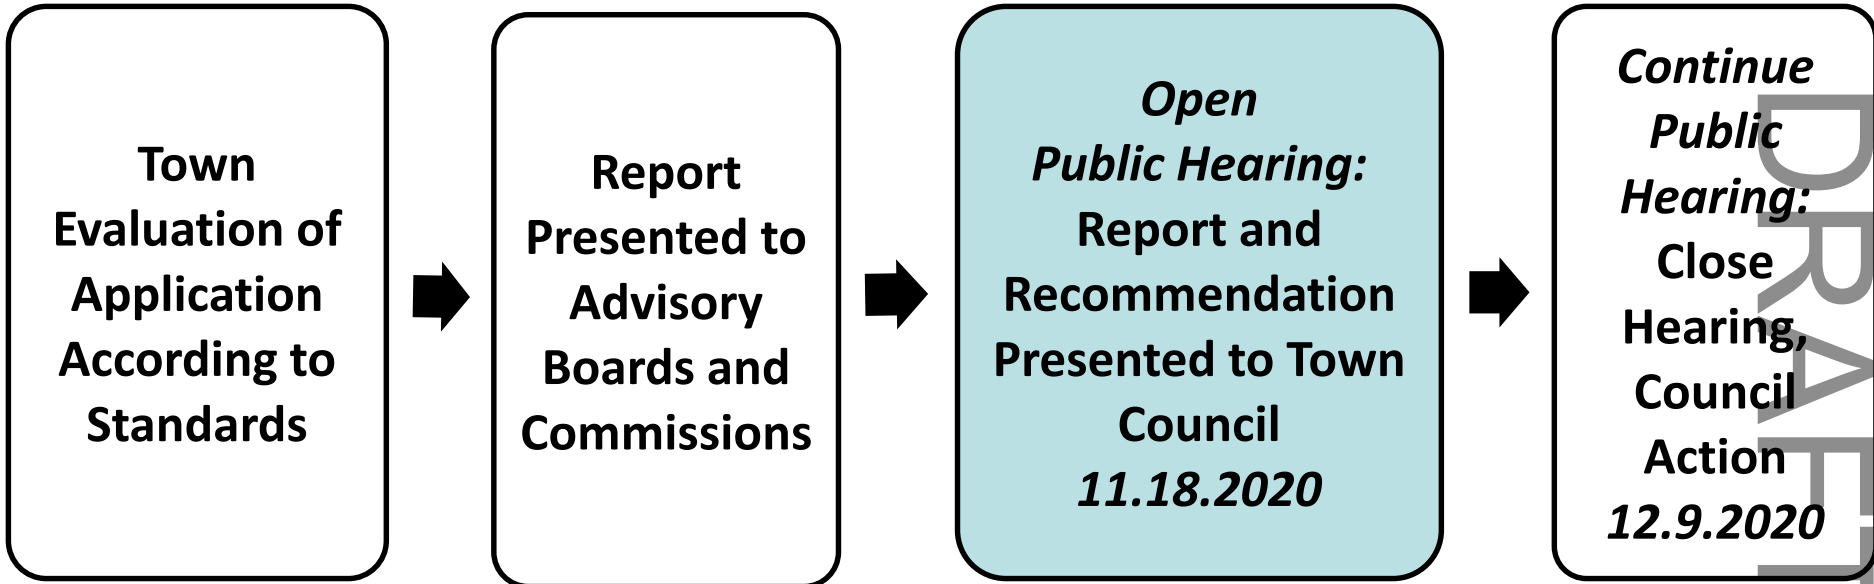 Town
Evaluation of
Application
According to
Standards
Report
Presented to
Advisory
Boards and
Commissions
Open
Public Hearing:
Report and
Recommendation
Presented to Town
Council
11.18.2020
Continue
Public
Hearing:
Close
Hearing,
Council
Action
12.9.2020
DRAFT